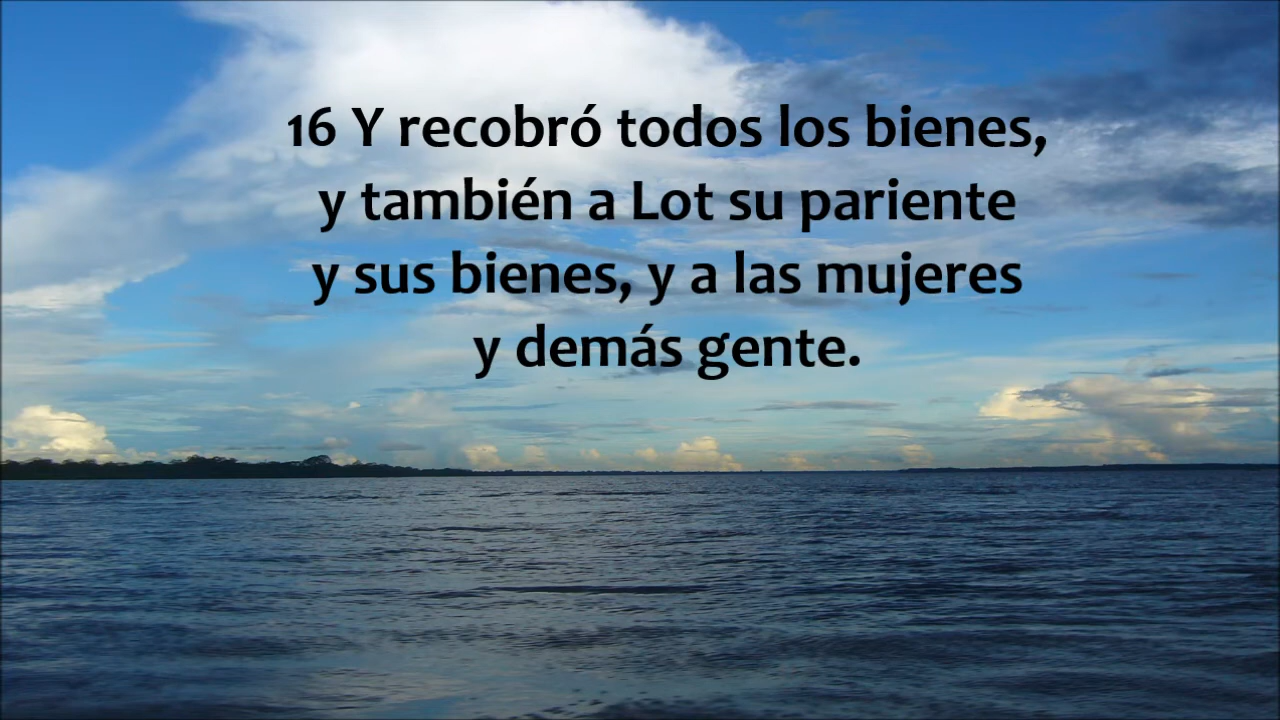 16 Y recobró todos los bienes,
y también a Lot su pariente
y sus bienes, y a las mujeres
y demás gente.